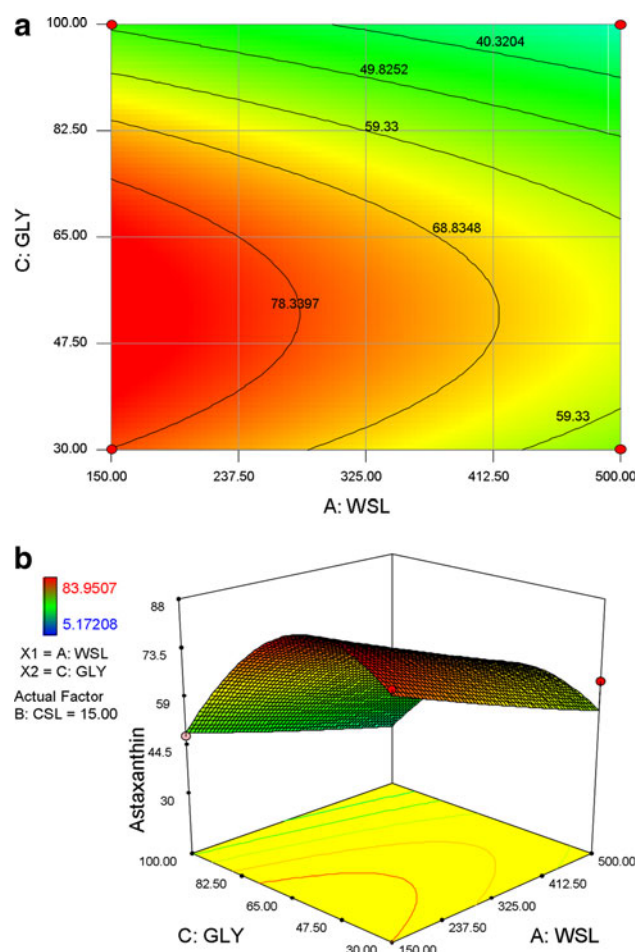 a
100.00
40.3204
49.8252
82.50
59.33
C: GLY
65.00
68.8348
78.3397
47.50
59.33
30.00
150.00 237.50 325.00 412.50 500.00
A: WSL
b
88
83.9507
5.17208
73.5
X1 = A: WSL
X2 = C: GLY
59
Actual Factor
B: CSL = 15.00
44.5
Astaxanthin
30
100.00 500.00
82.50 412.50
65.00 325.00
47.50 237.50
30.00 150.00
C: GLY A: WSL